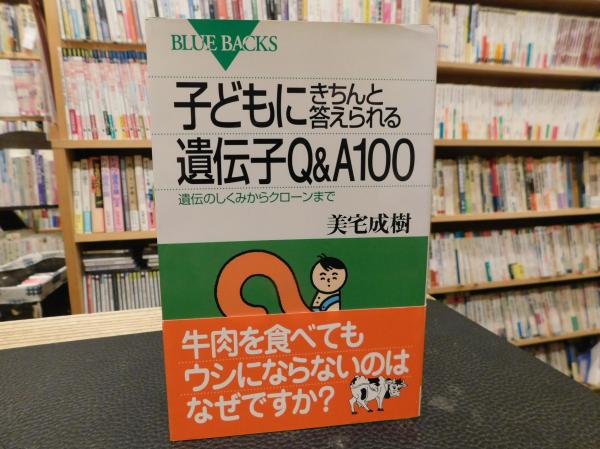 BLUE BACKS
子どもにきちんと答えられる
遺伝子Q&A100
遺伝のしくみからクローンまで
美宅成樹
牛肉を食べても
ウシにならないのは
なぜですか?